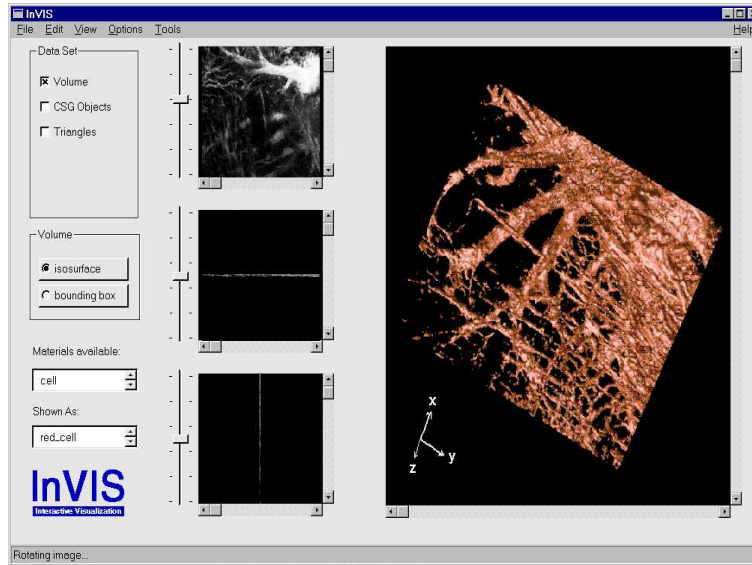 InVIS
File Edit View Options Tools Help
Data Set
Volume
CSG Objects
Triangles
Volume
isosurface
bounding box
Materials available:
cell
Shown As:
red_cell
InVIS
Interactive Visualization
x
y
z
Rotating image...